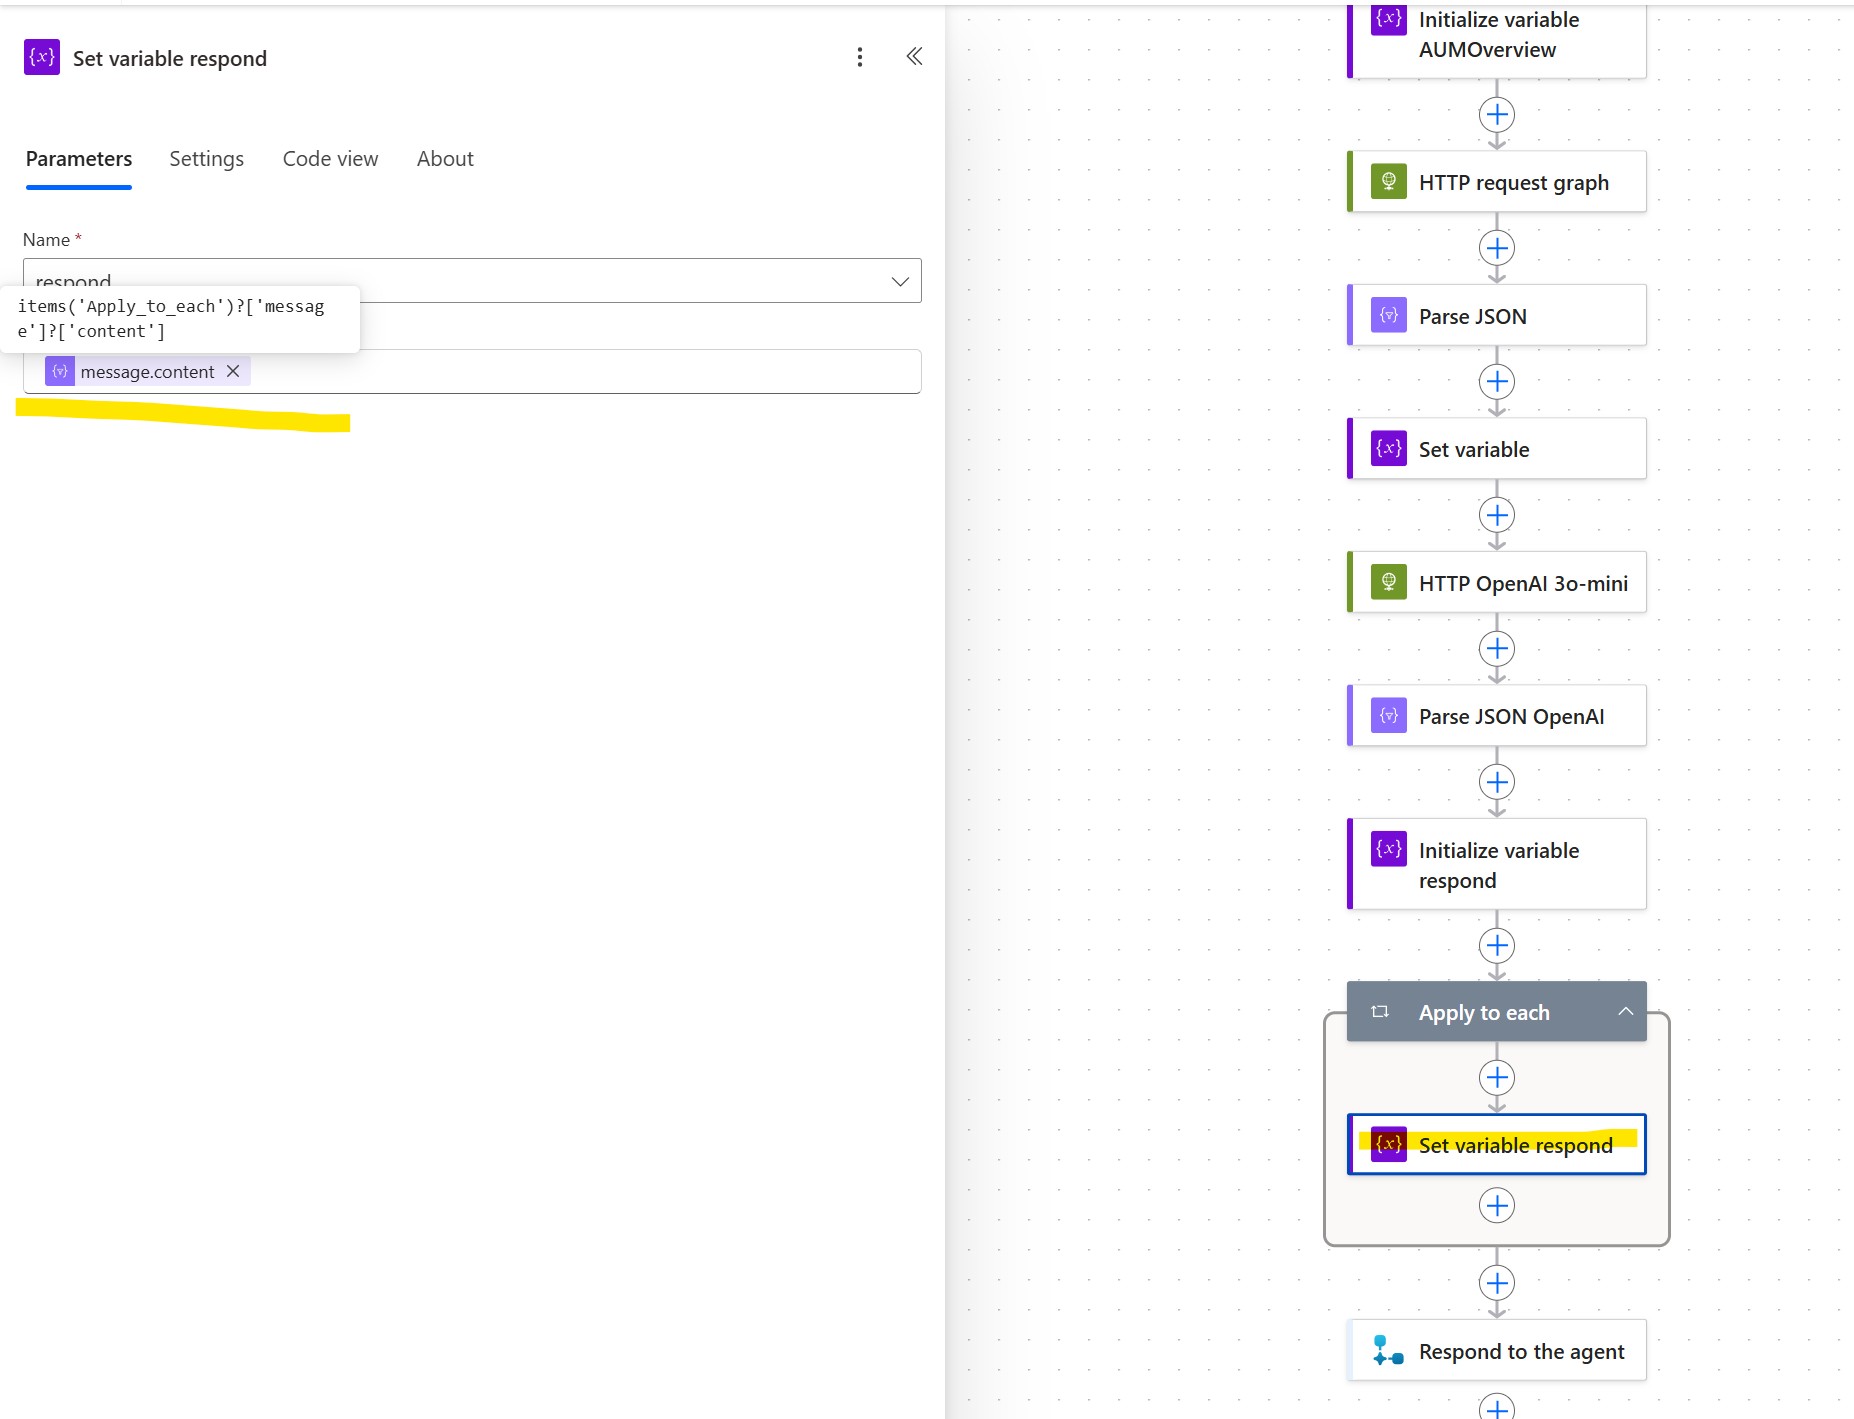 Set variable respond
Parameters
Settings
Code view
About
Name *
respond
items('Apply_to_each')?['messag
e']?['content']
message.content
Initialize variable
AUMOverview
HTTP request graph
Parse JSON
Set variable
HTTP OpenAI 3o-mini
Parse JSON OpenAI
Initialize variable
respond
Apply to each
Set variable respond
Respond to the agent